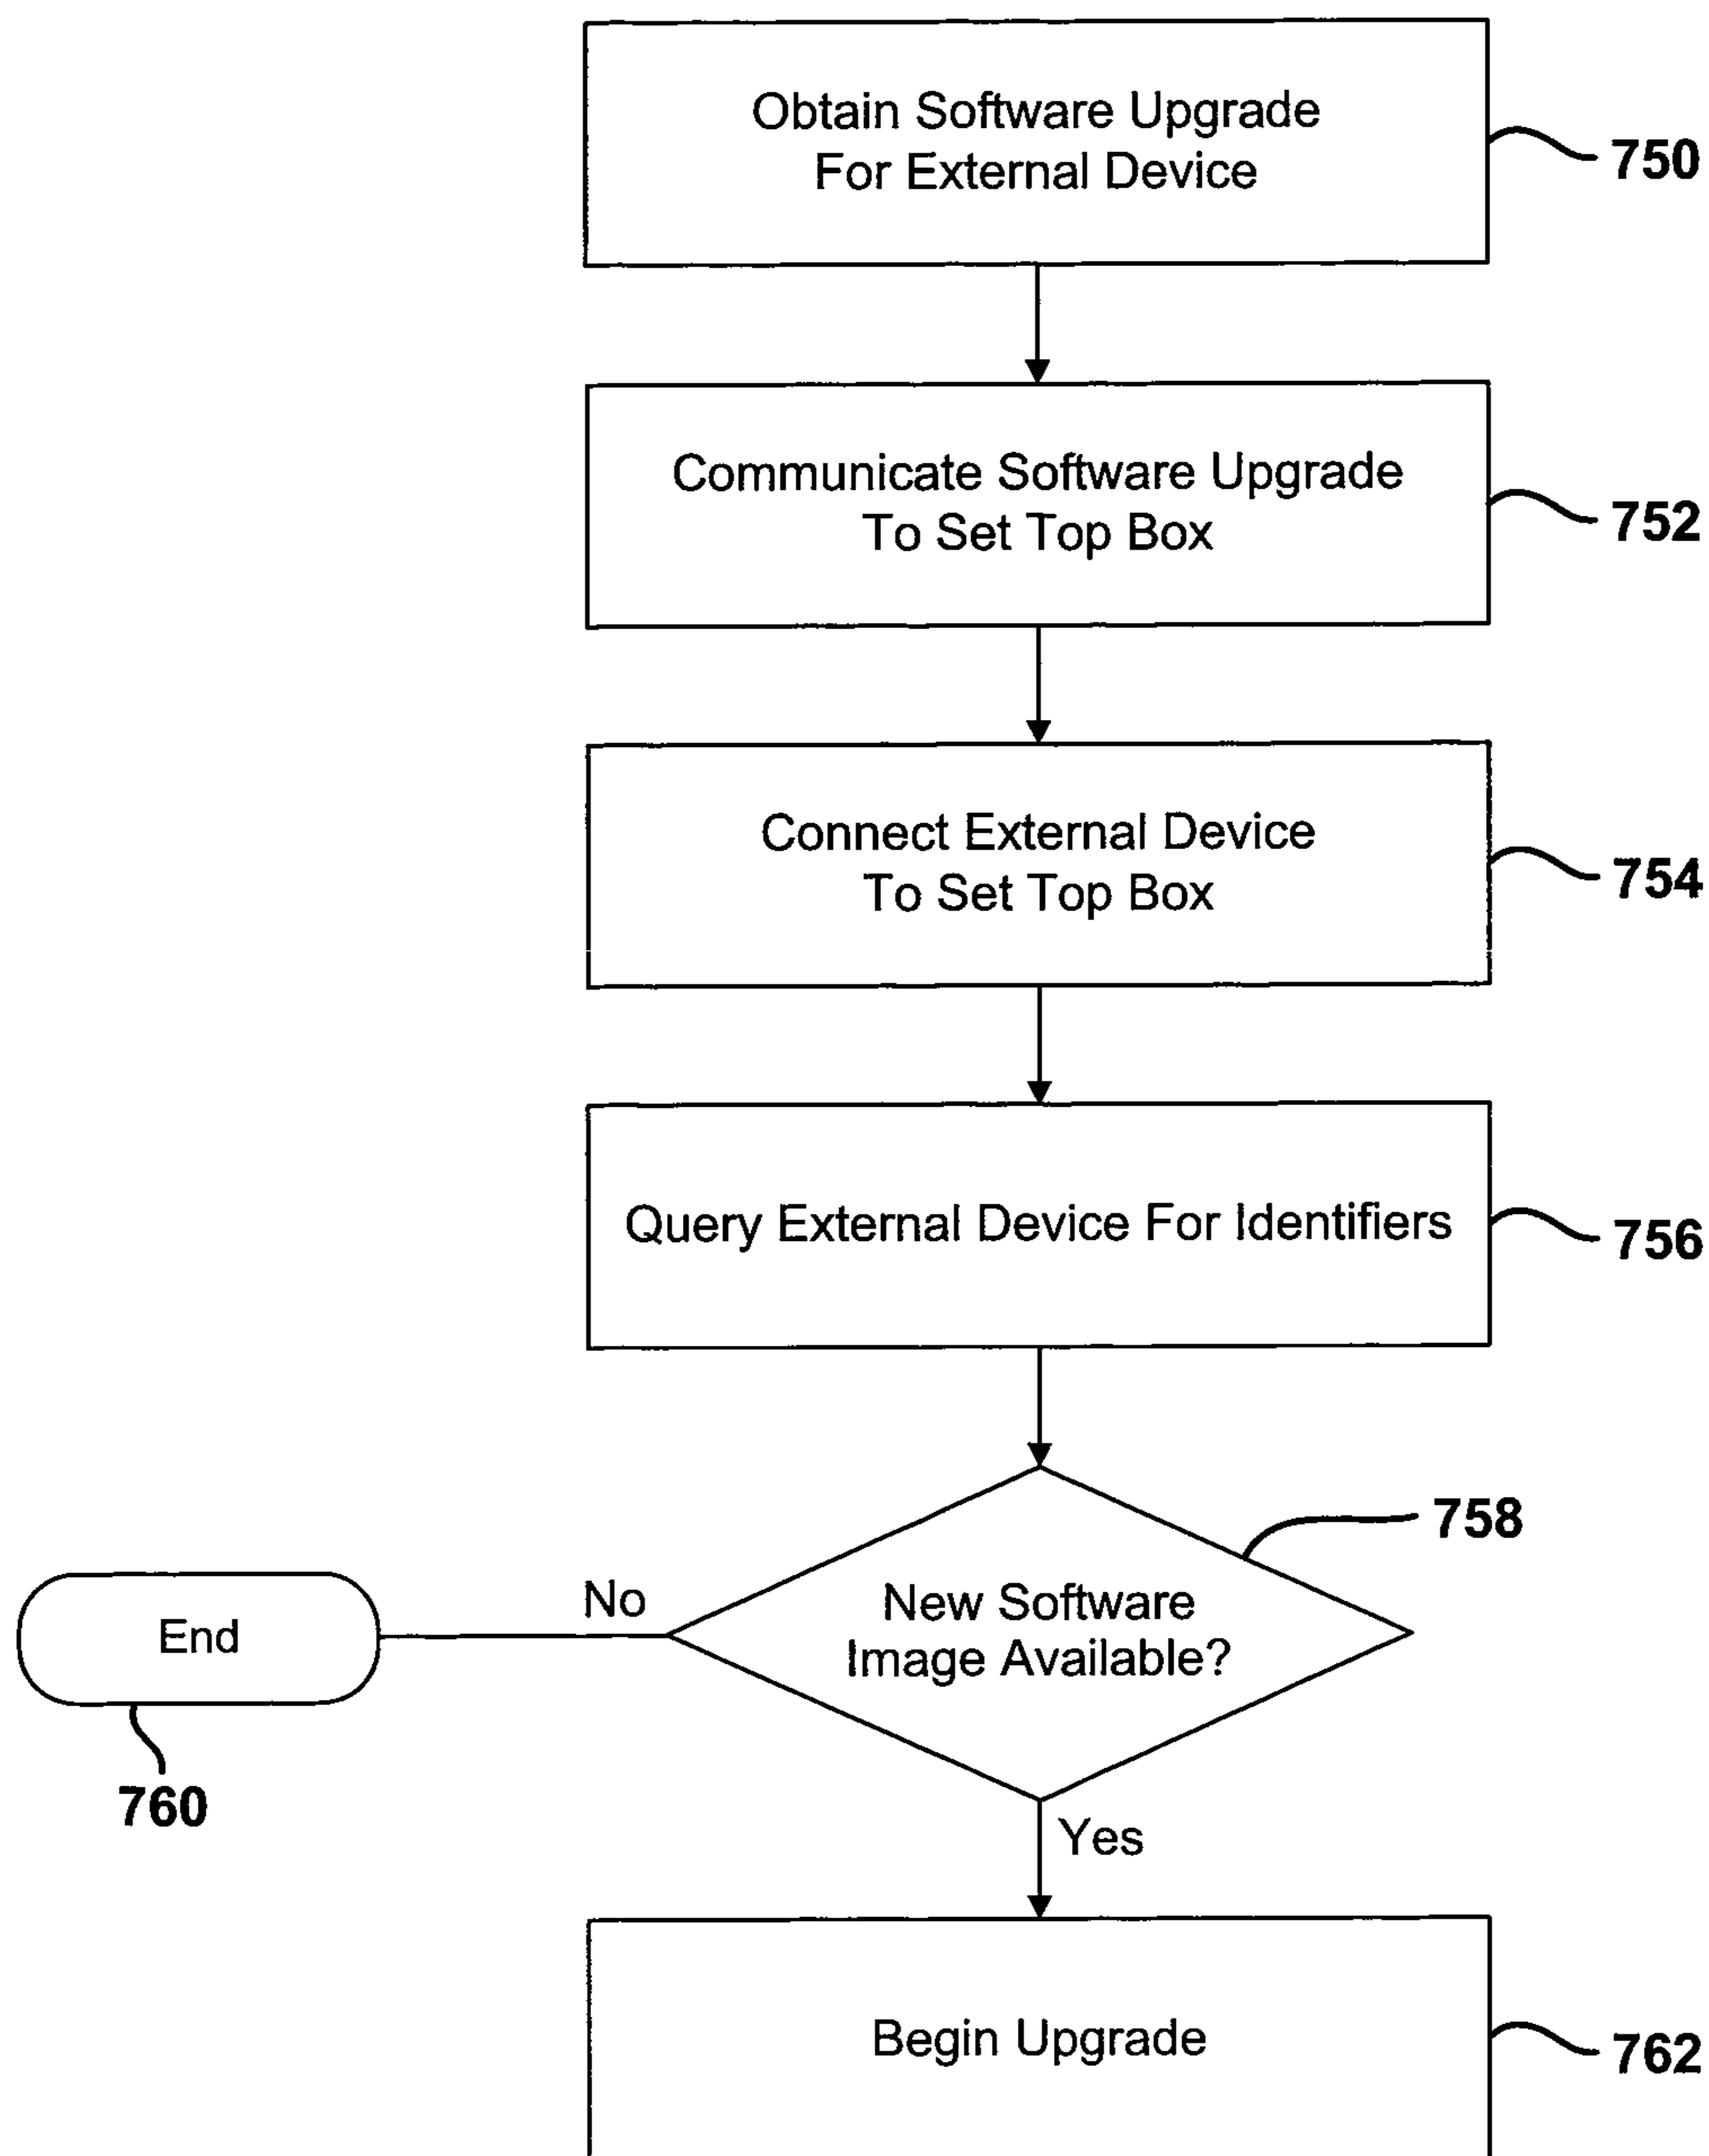 Obtain Software Upgrade
For External Device
750
Communicate Software Upgrade
To Set Top Box
752
Connect External Device
To Set Top Box
754
Query External Device For Identifiers
756
758
New Software
Image Available?
No
End
760
Yes
Begin Upgrade
762